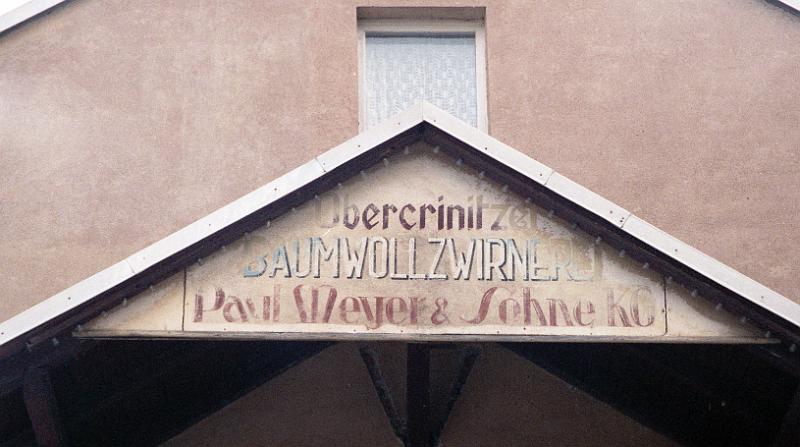 Obercrinitzer
BAUMWOLLZWIRNEREI
Paul Meyer & Söhne KG